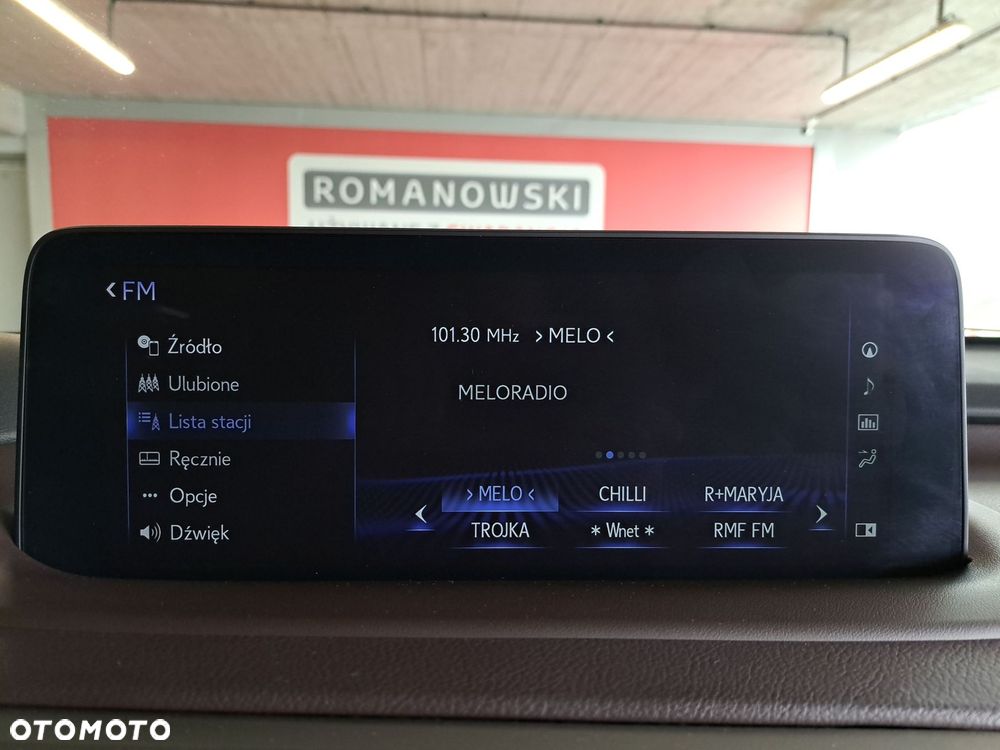 ROMANOWSKI
FM
Źródło
Ulubione
Lista stacji
Ręcznie
Opcje
Dźwięk
101.30 MHz > MELO <
MELORADIO
> MELO < CHILLI R+MARYJA
TROJKA * Wnet * RMF FM
OTOMOTO